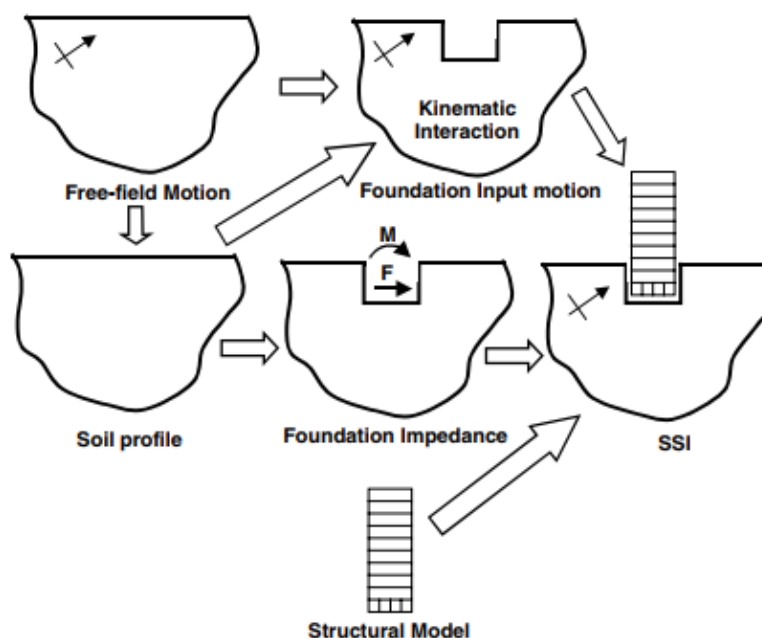 Kinematic
Interaction
Free-field Motion
Foundation Input motion
M
F
Soil profile
Foundation Impedance
SSI
Structural Model